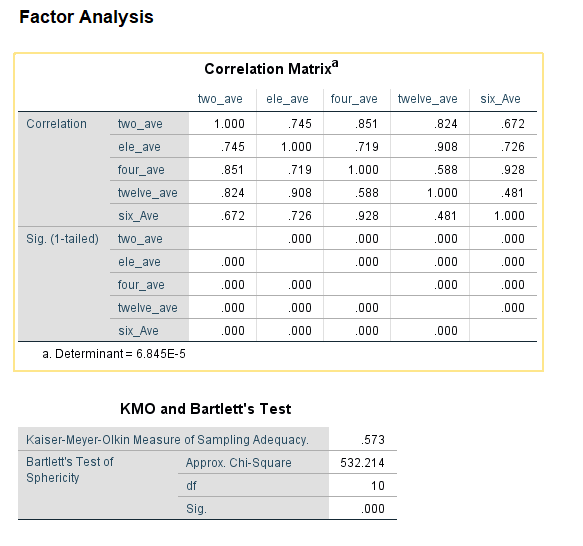 Factor Analysis
Correlation Matrixa
two_ave ele_ave four_ave twelve_ave six_Ave
Correlation two_ave 1.000 .745 .851 .824 .672
ele_ave .745 1.000 .719 .908 .726
four_ave .851 .719 1.000 .588 .928
twelve_ave .824 .908 .588 1.000 .481
six_Ave .672 .726 .928 .481 1.000
Sig. (1-tailed) two_ave .000 .000 .000 .000
ele_ave .000 .000 .000 .000
four_ave .000 .000 .000 .000
twelve_ave .000 .000 .000 .000
six_Ave .000 .000 .000 .000
a. Determinant = 6.845E-5
KMO and Bartlett's Test
Kaiser-Meyer-Olkin Measure of Sampling Adequacy. .573
Bartlett's Test of Sphericity Approx. Chi-Square 532.214
df 10
Sig. .000